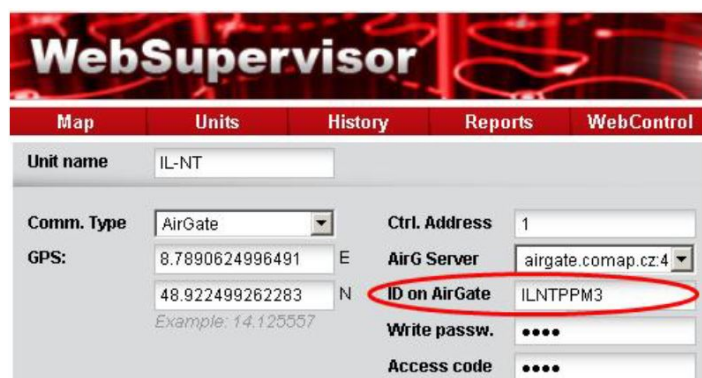 WebSupervisor
Map Units History Reports WebControl
Unit name IL-NT
Comm. Type AirGate Ctrl. Address 1
GPS: 8.7890624996491 E AirG Server airgate.comap.cz:4
48.922499262283 N ID on AirGate ILNTPPM3
Example: 14.125557 Write passw. ●●●●
Access code ●●●●